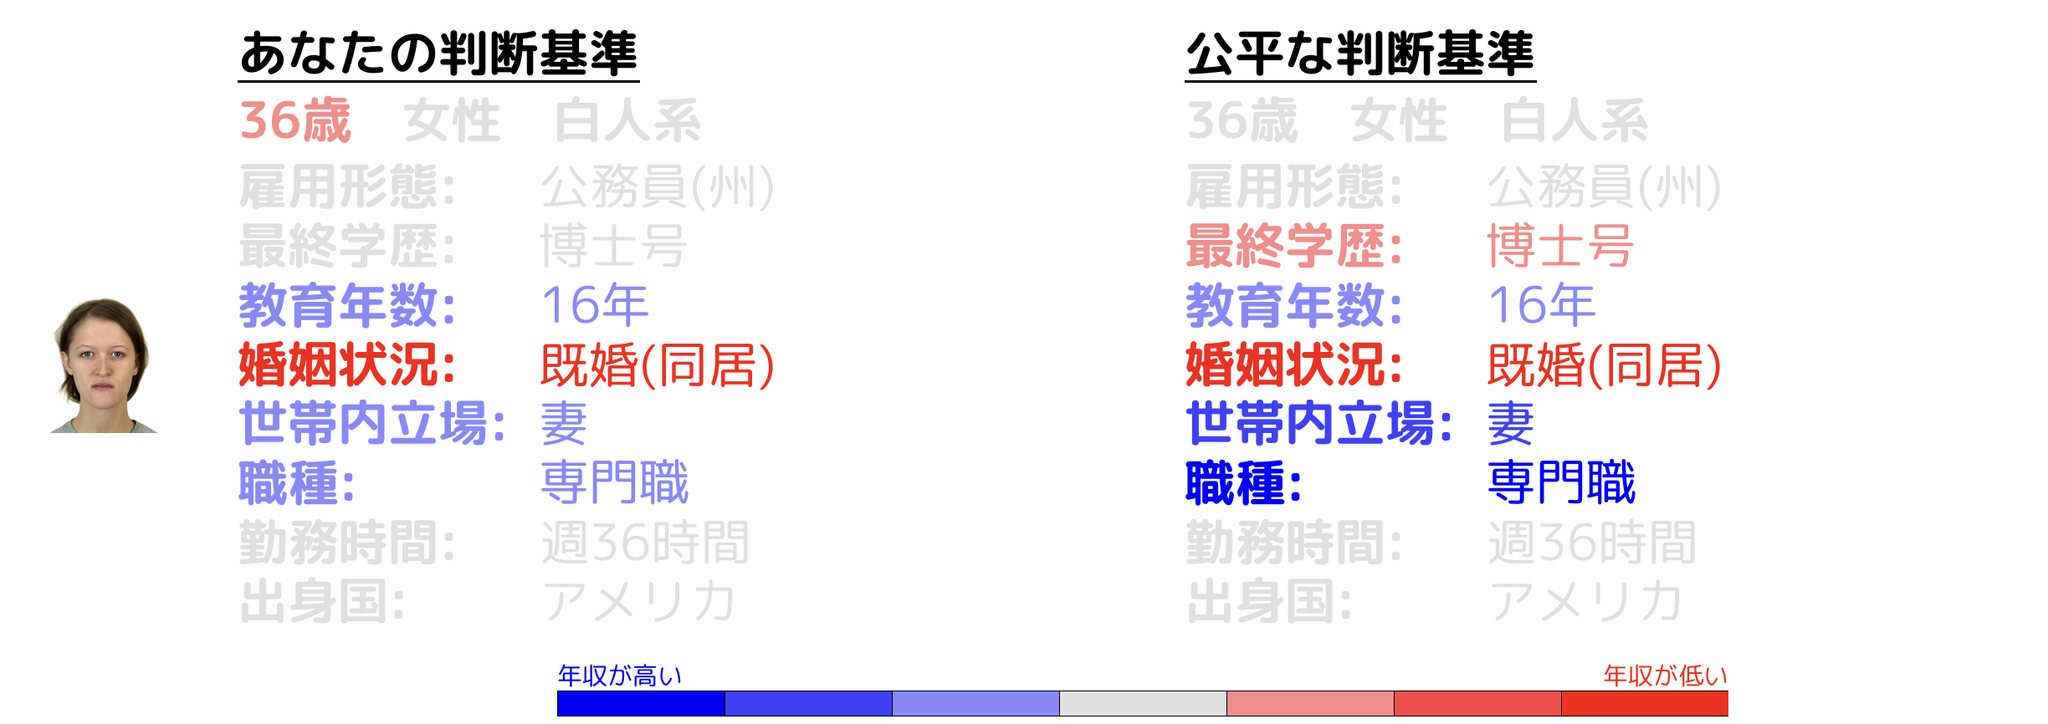 あなたの判断基準
36歳 女性 白人系
雇用形態: 公務員(州)
最終学歴: 博士号
教育年数: 16年
婚姻状況: 既婚(同居)
世帯内立場: 妻
職種: 専門職
勤務時間: 週36時間
出身国: アメリカ
公平な判断基準
36歳 女性 白人系
雇用形態: 公務員(州)
最終学歴: 博士号
教育年数: 16年
婚姻状況: 既婚(同居)
世帯内立場: 妻
職種: 専門職
勤務時間: 週36時間
出身国: アメリカ
年収が高い
年収が低い